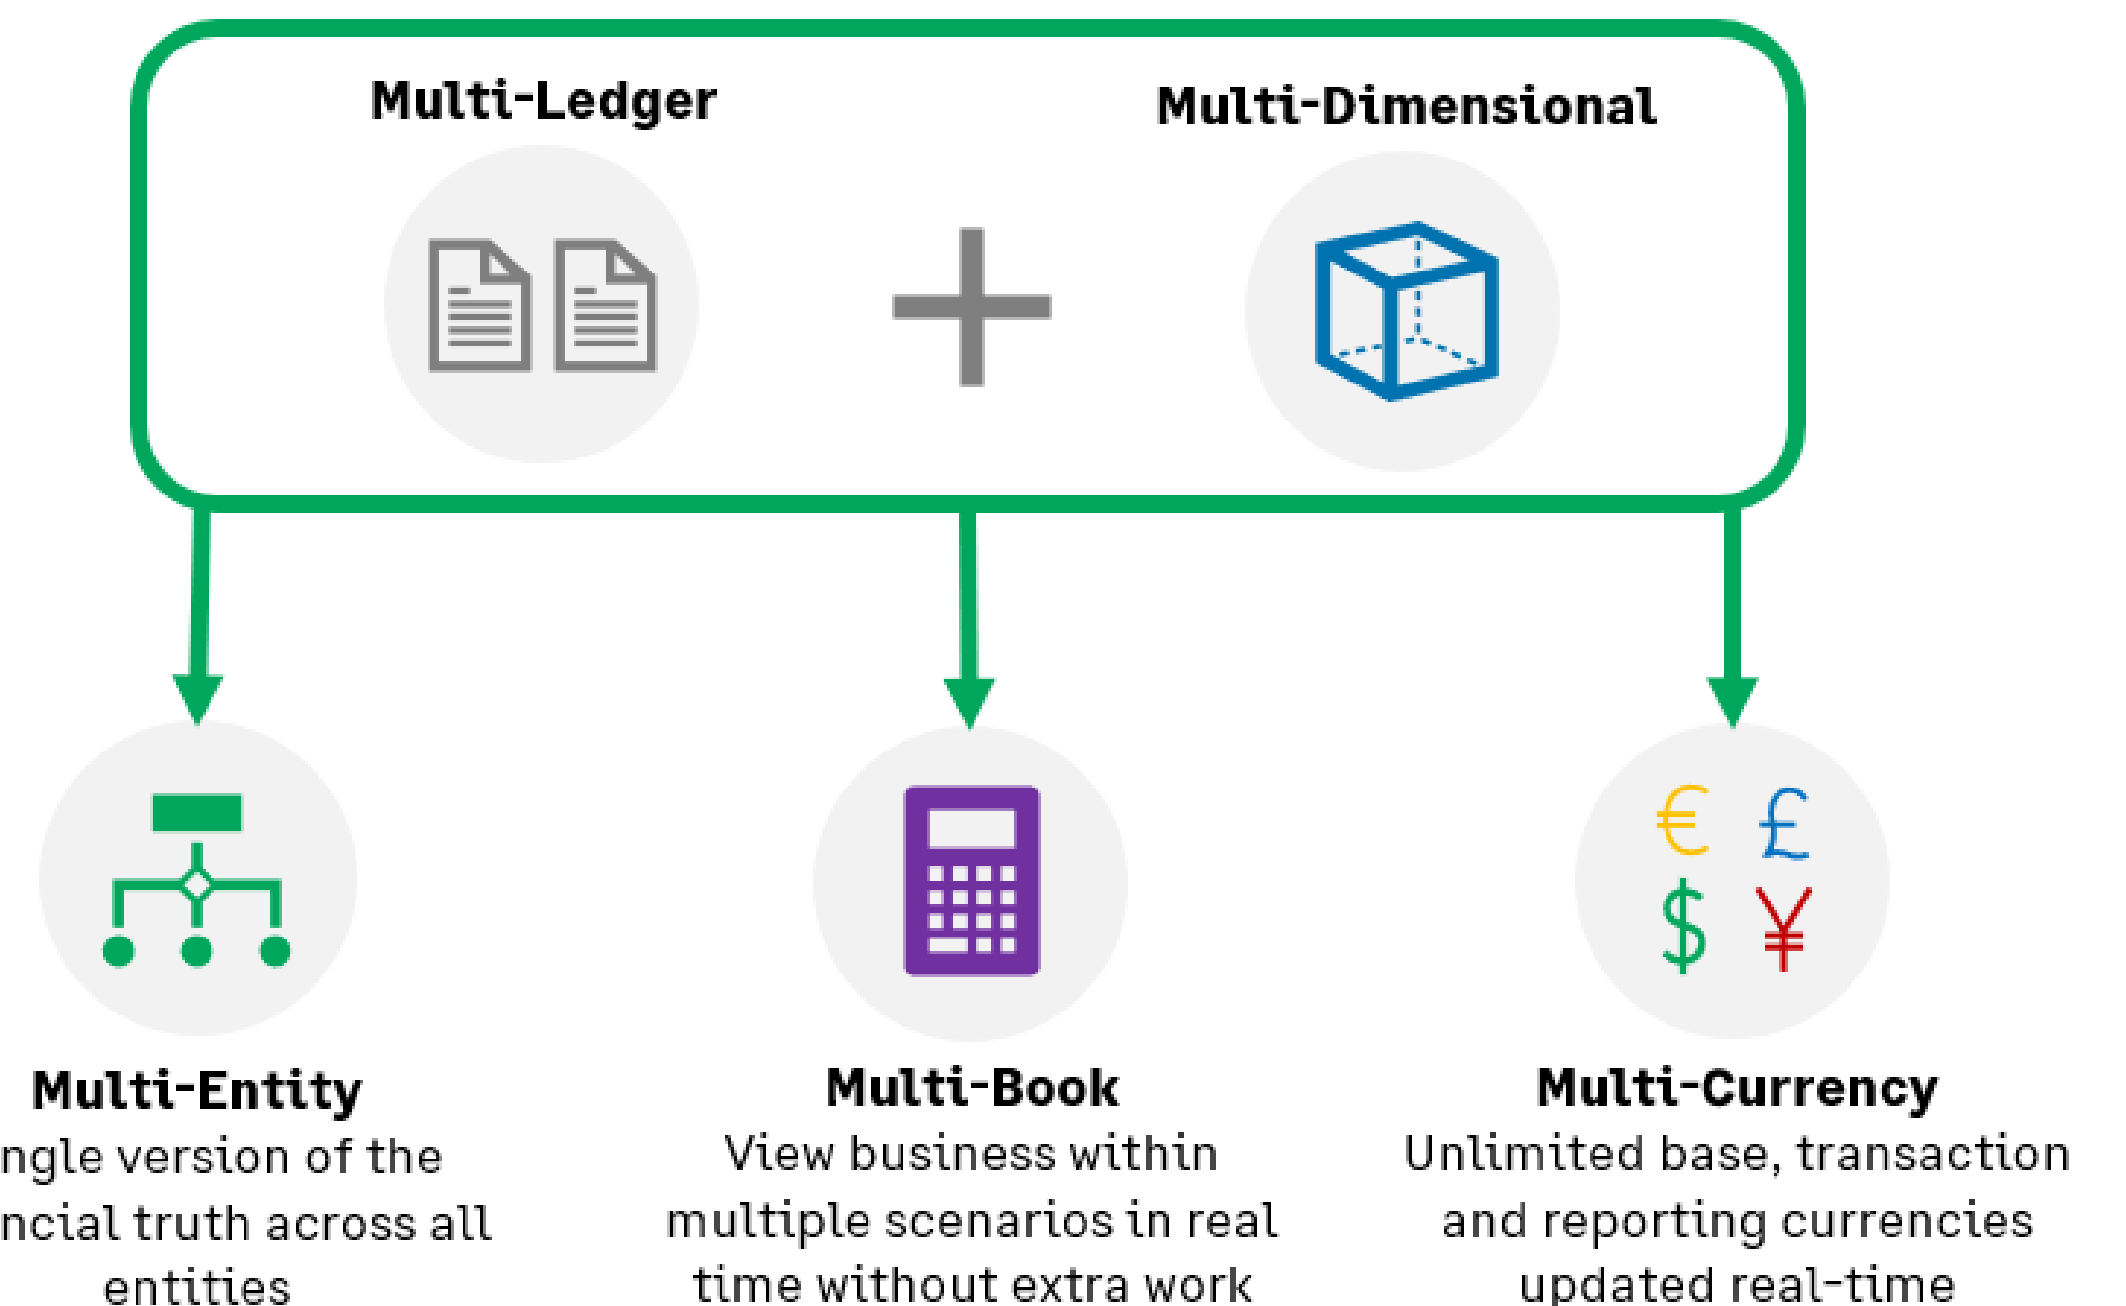 Multi-Ledger
Multi-Dimensional
€ £
$ ¥
Multi-Entity
ngle version of the
ncial truth across all
entities
Multi-Book
View business within
multiple scenarios in real
time without extra work
Multi-Currency
Unlimited base, transaction
and reporting currencies
updated real-time